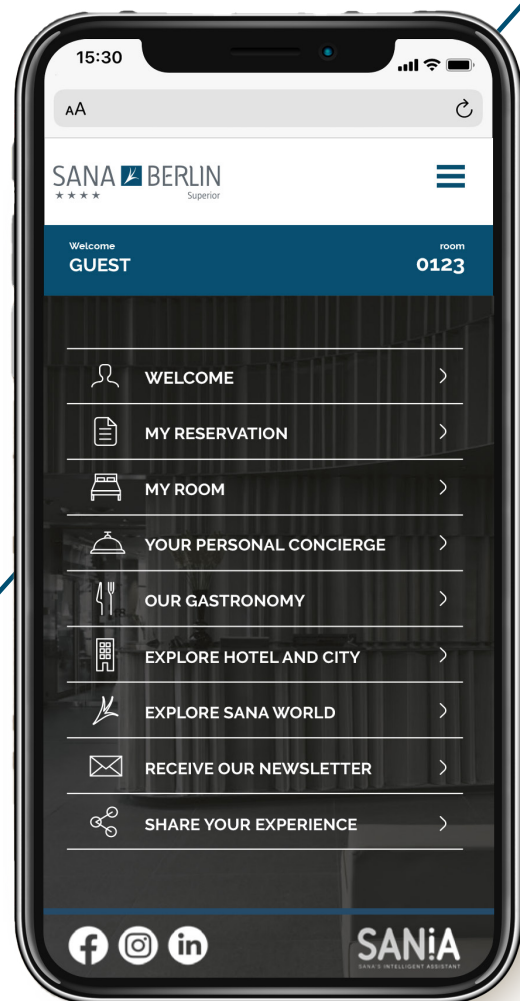 15:30
AA
SANA BERLIN
★★★★ Superior
Welcome room
GUEST 0123
WELCOME
MY RESERVATION
MY ROOM
YOUR PERSONAL CONCIERGE
OUR GASTRONOMY
EXPLORE HOTEL AND CITY
EXPLORE SANA WORLD
RECEIVE OUR NEWSLETTER
SHARE YOUR EXPERIENCE
SANiA
SANA'S INTELLIGENT ASSISTANT